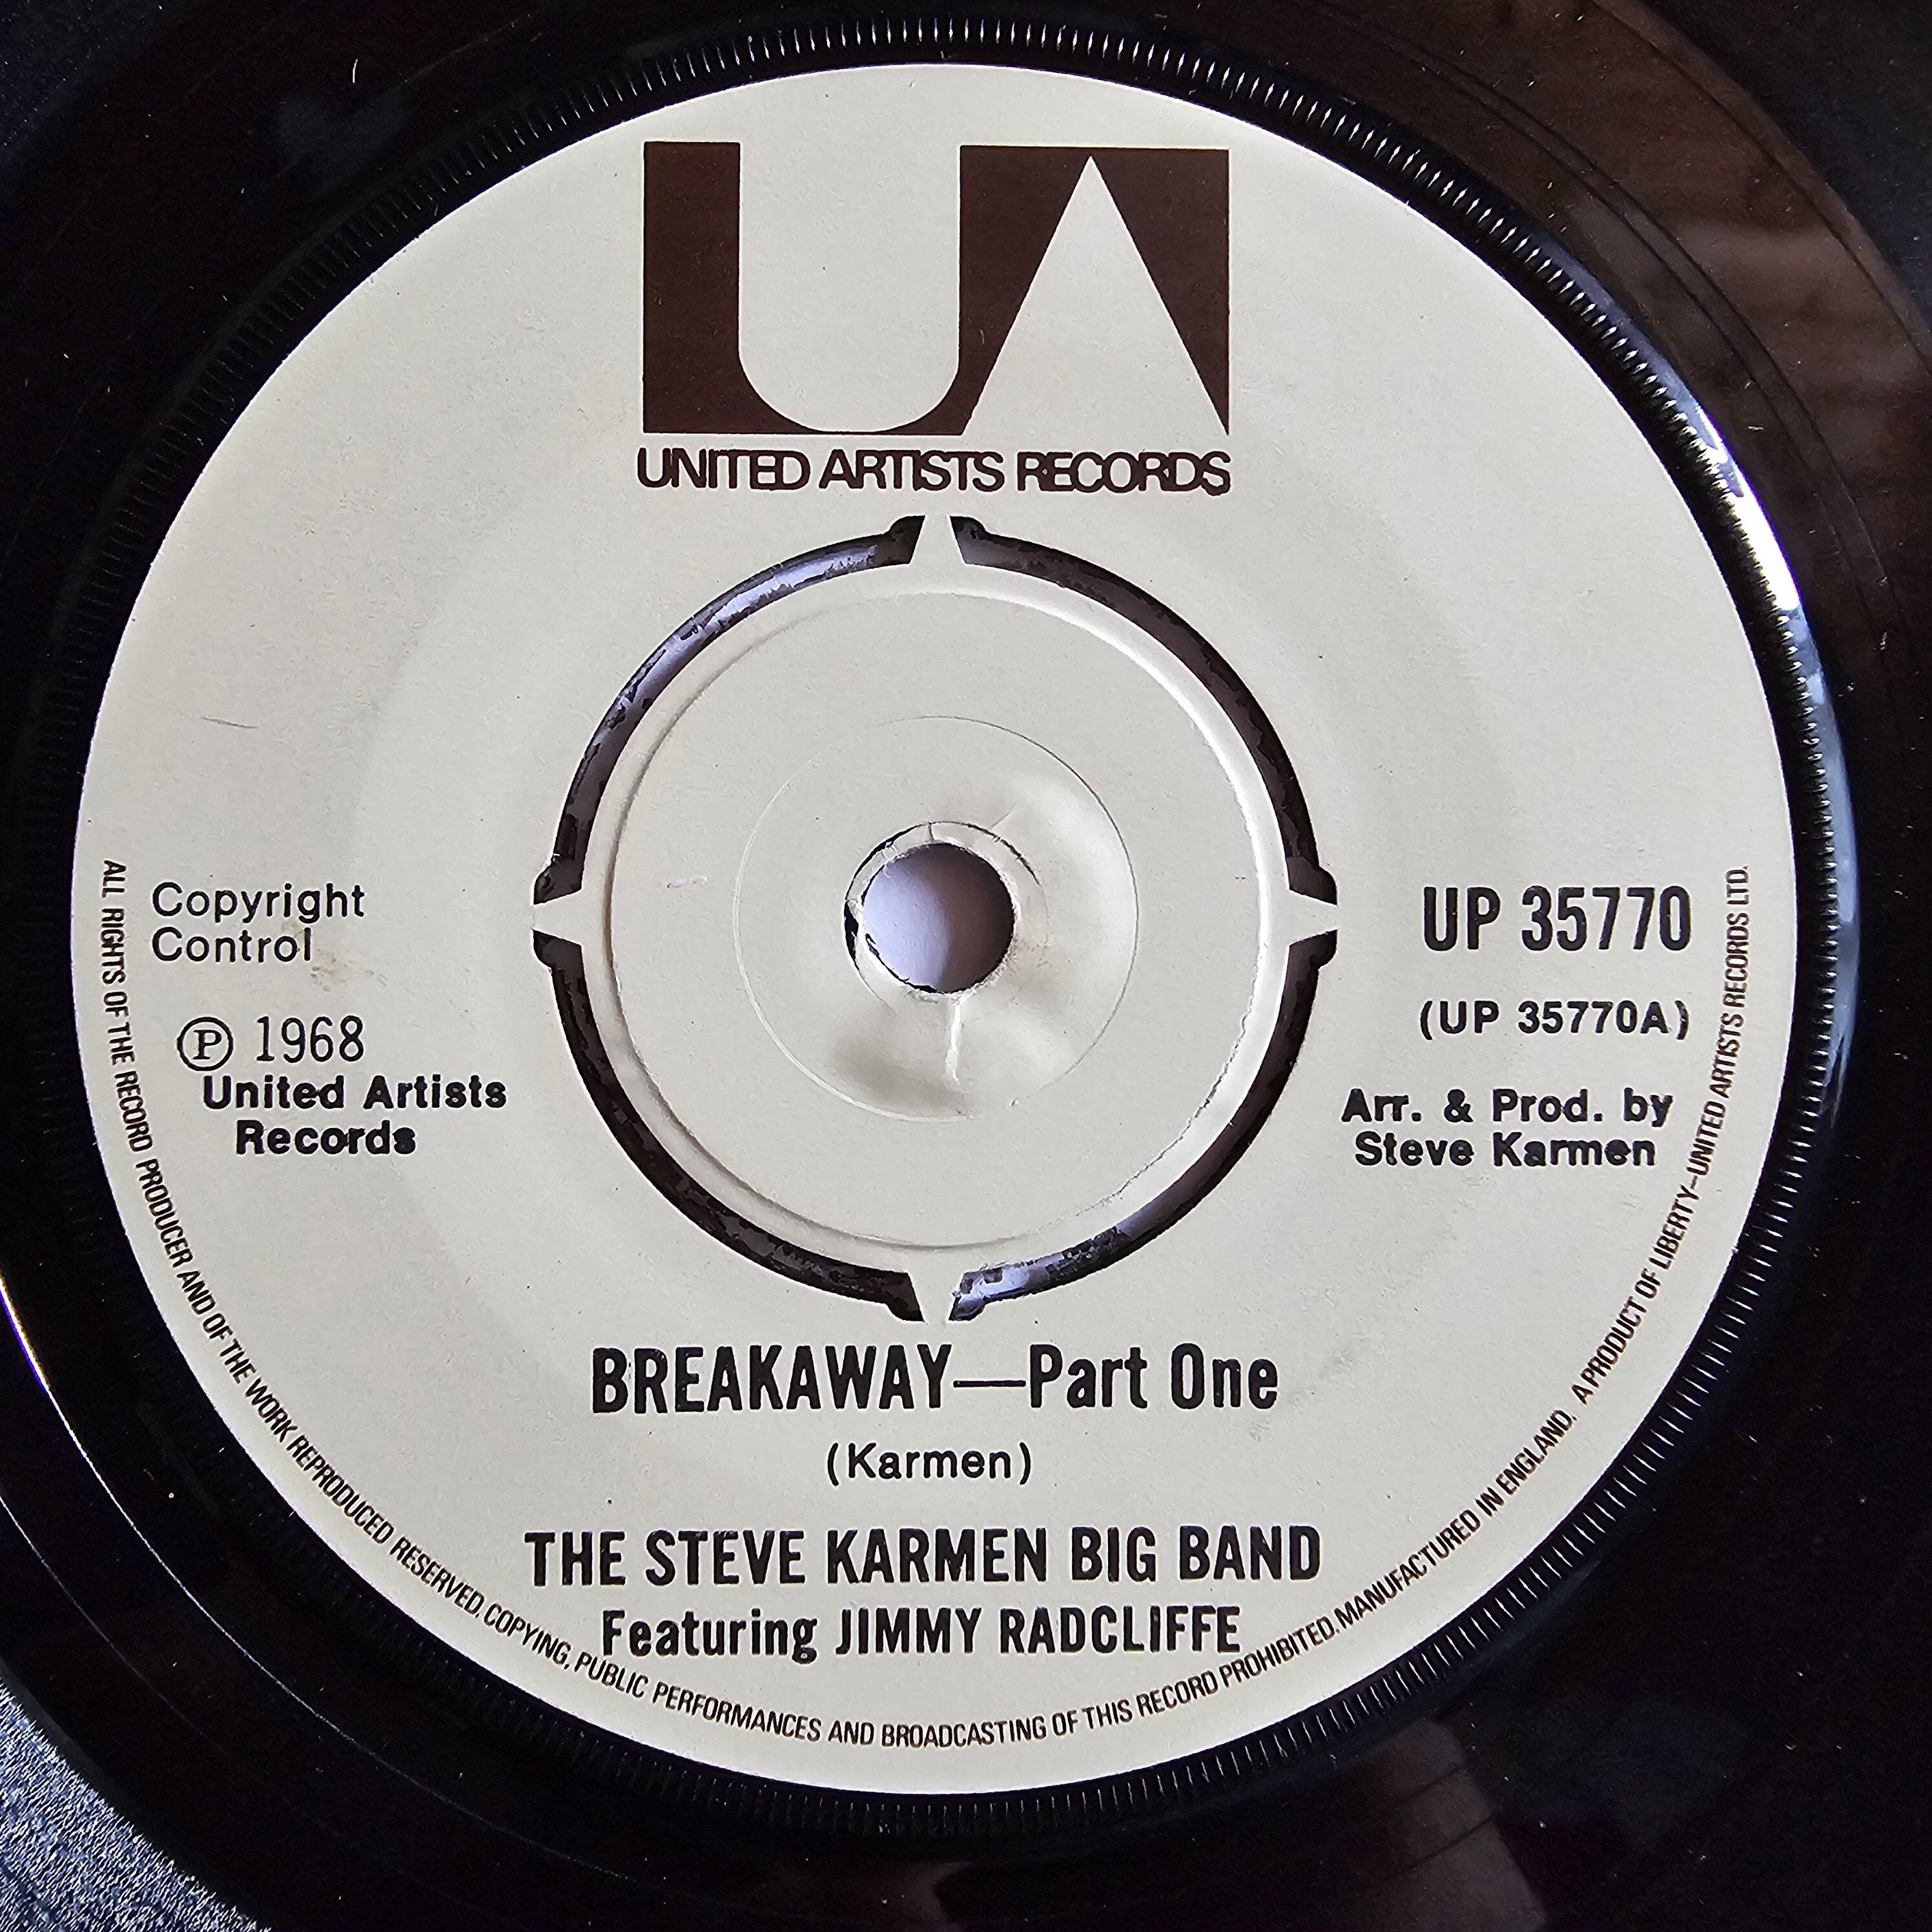 UA
UNITED ARTISTS RECORDS
Copyright
Control
Ⓟ 1968
United Artists
Records
UP 35770
(UP 35770A)
Arr. & Prod. by
Steve Karmen
BREAKAWAY—Part One
(Karmen)
THE STEVE KARMEN BIG BAND
Featuring JIMMY RADCLIFFE
ALL RIGHTS OF THE RECORD PRODUCER AND OF THE WORK REPRODUCED RESERVED. COPYING, PUBLIC PERFORMANCES AND BROADCASTING OF THIS RECORD PROHIBITED. MANUFACTURED IN ENGLAND. A PRODUCT OF LIBERTY–UNITED ARTISTS RECORDS LTD.